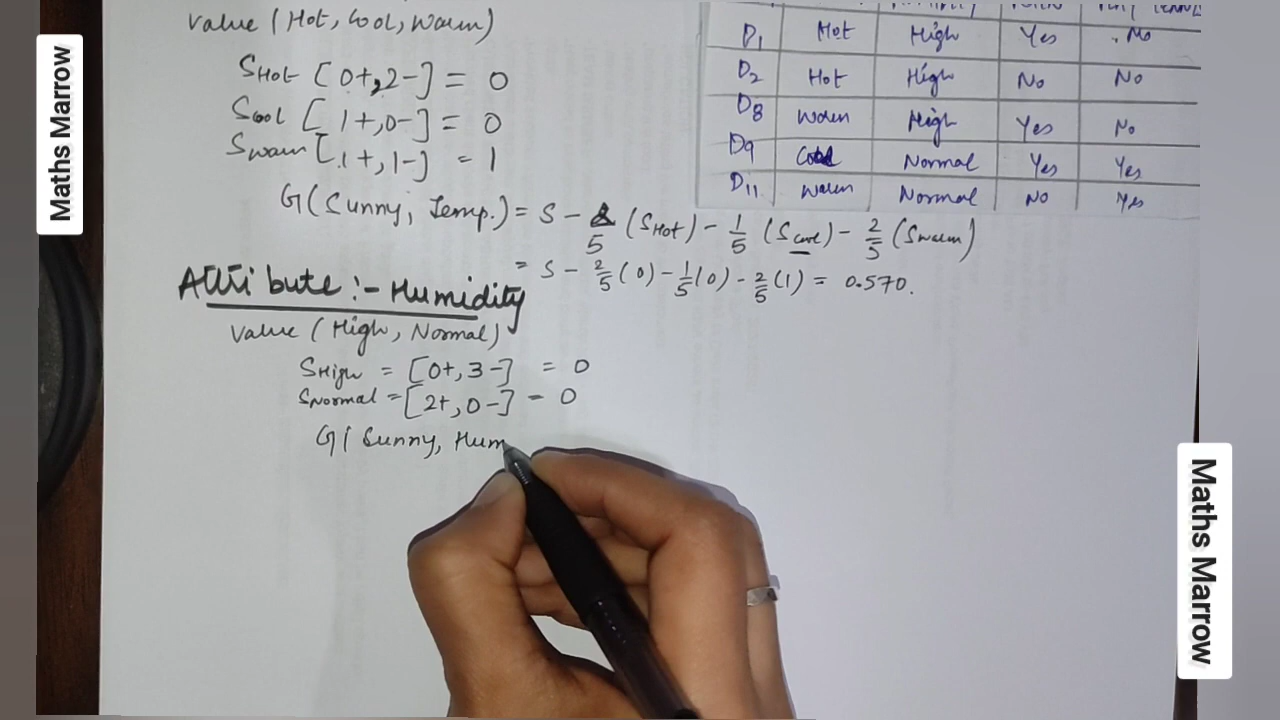 Value (Hot, Cool, Warm)
SHot [0+, 2-] = 0
Scool [1+, 0-] = 0
Swarm [1+, 1-] = 1
G(Sunny, Temp.) = S - 2/5 (SHot) - 1/5 (Scool) - 2/5 (Swarm)
= S - 2/5 (0) - 1/5 (0) - 2/5 (1) = 0.570.
Attribute :- Humidity
Value (High, Normal)
SHigh = [0+, 3-] = 0
SNormal = [2+, 0-] = 0
G( Sunny, Hum
D1 Hot High Yes No
D2 Hot High No No
D8 Warm High Yes No
D9 Cool Normal Yes Yes
D11 Warm Normal No Yes
Maths Marrow
Maths Marrow